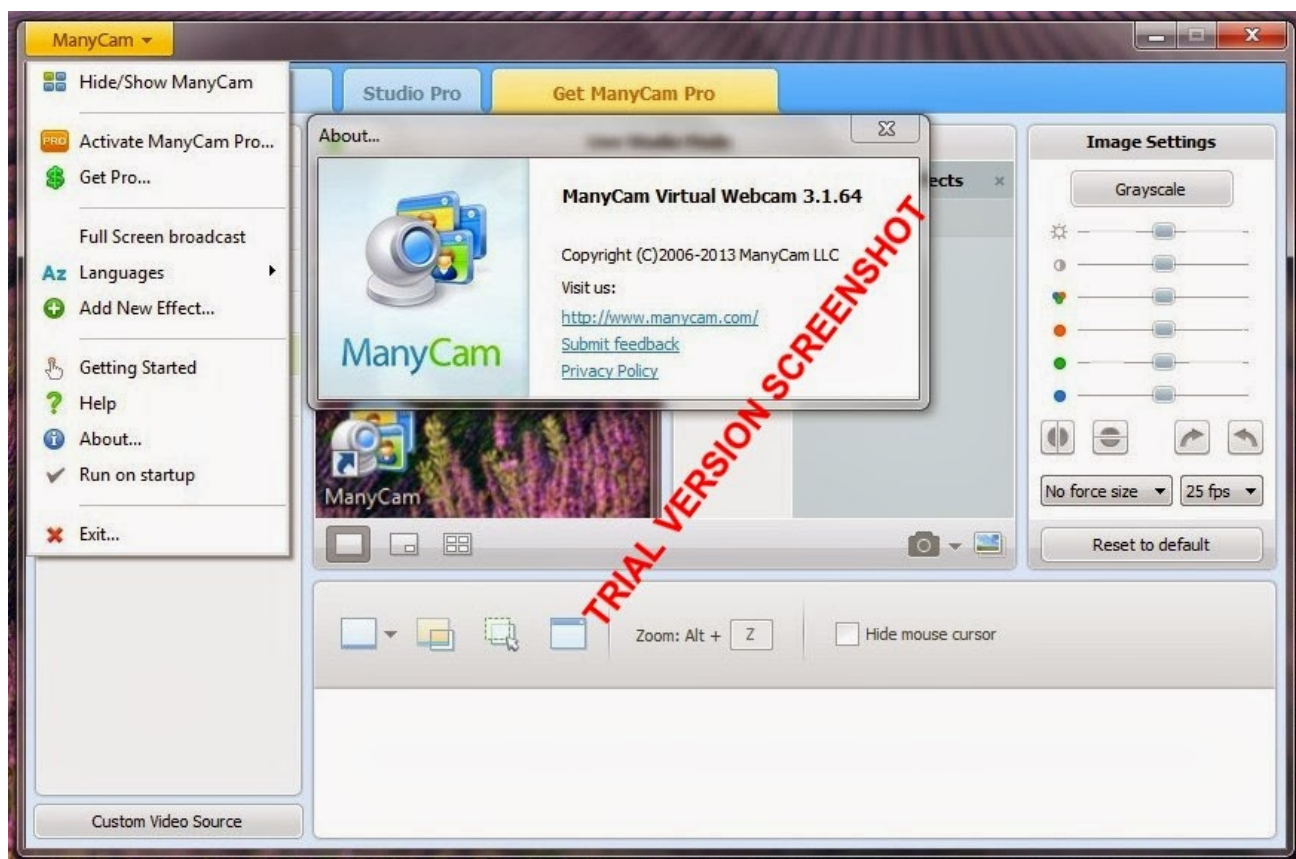 ManyCam
Hide/Show ManyCam
Activate ManyCam Pro...
Get Pro...
Full Screen broadcast
Languages
Add New Effect...
Getting Started
Help
About...
Run on startup
Exit...
Custom Video Source
Studio Pro
Get ManyCam Pro
About...
ManyCam
ManyCam Virtual Webcam 3.1.64
Copyright (C)2006-2013 ManyCam LLC
Visit us:
http://www.manycam.com/
Submit feedback
Privacy Policy
ects
ManyCam
TRIAL VERSION SCREENSHOT
Zoom: Alt + Z
Hide mouse cursor
Image Settings
Grayscale
No force size
25 fps
Reset to default